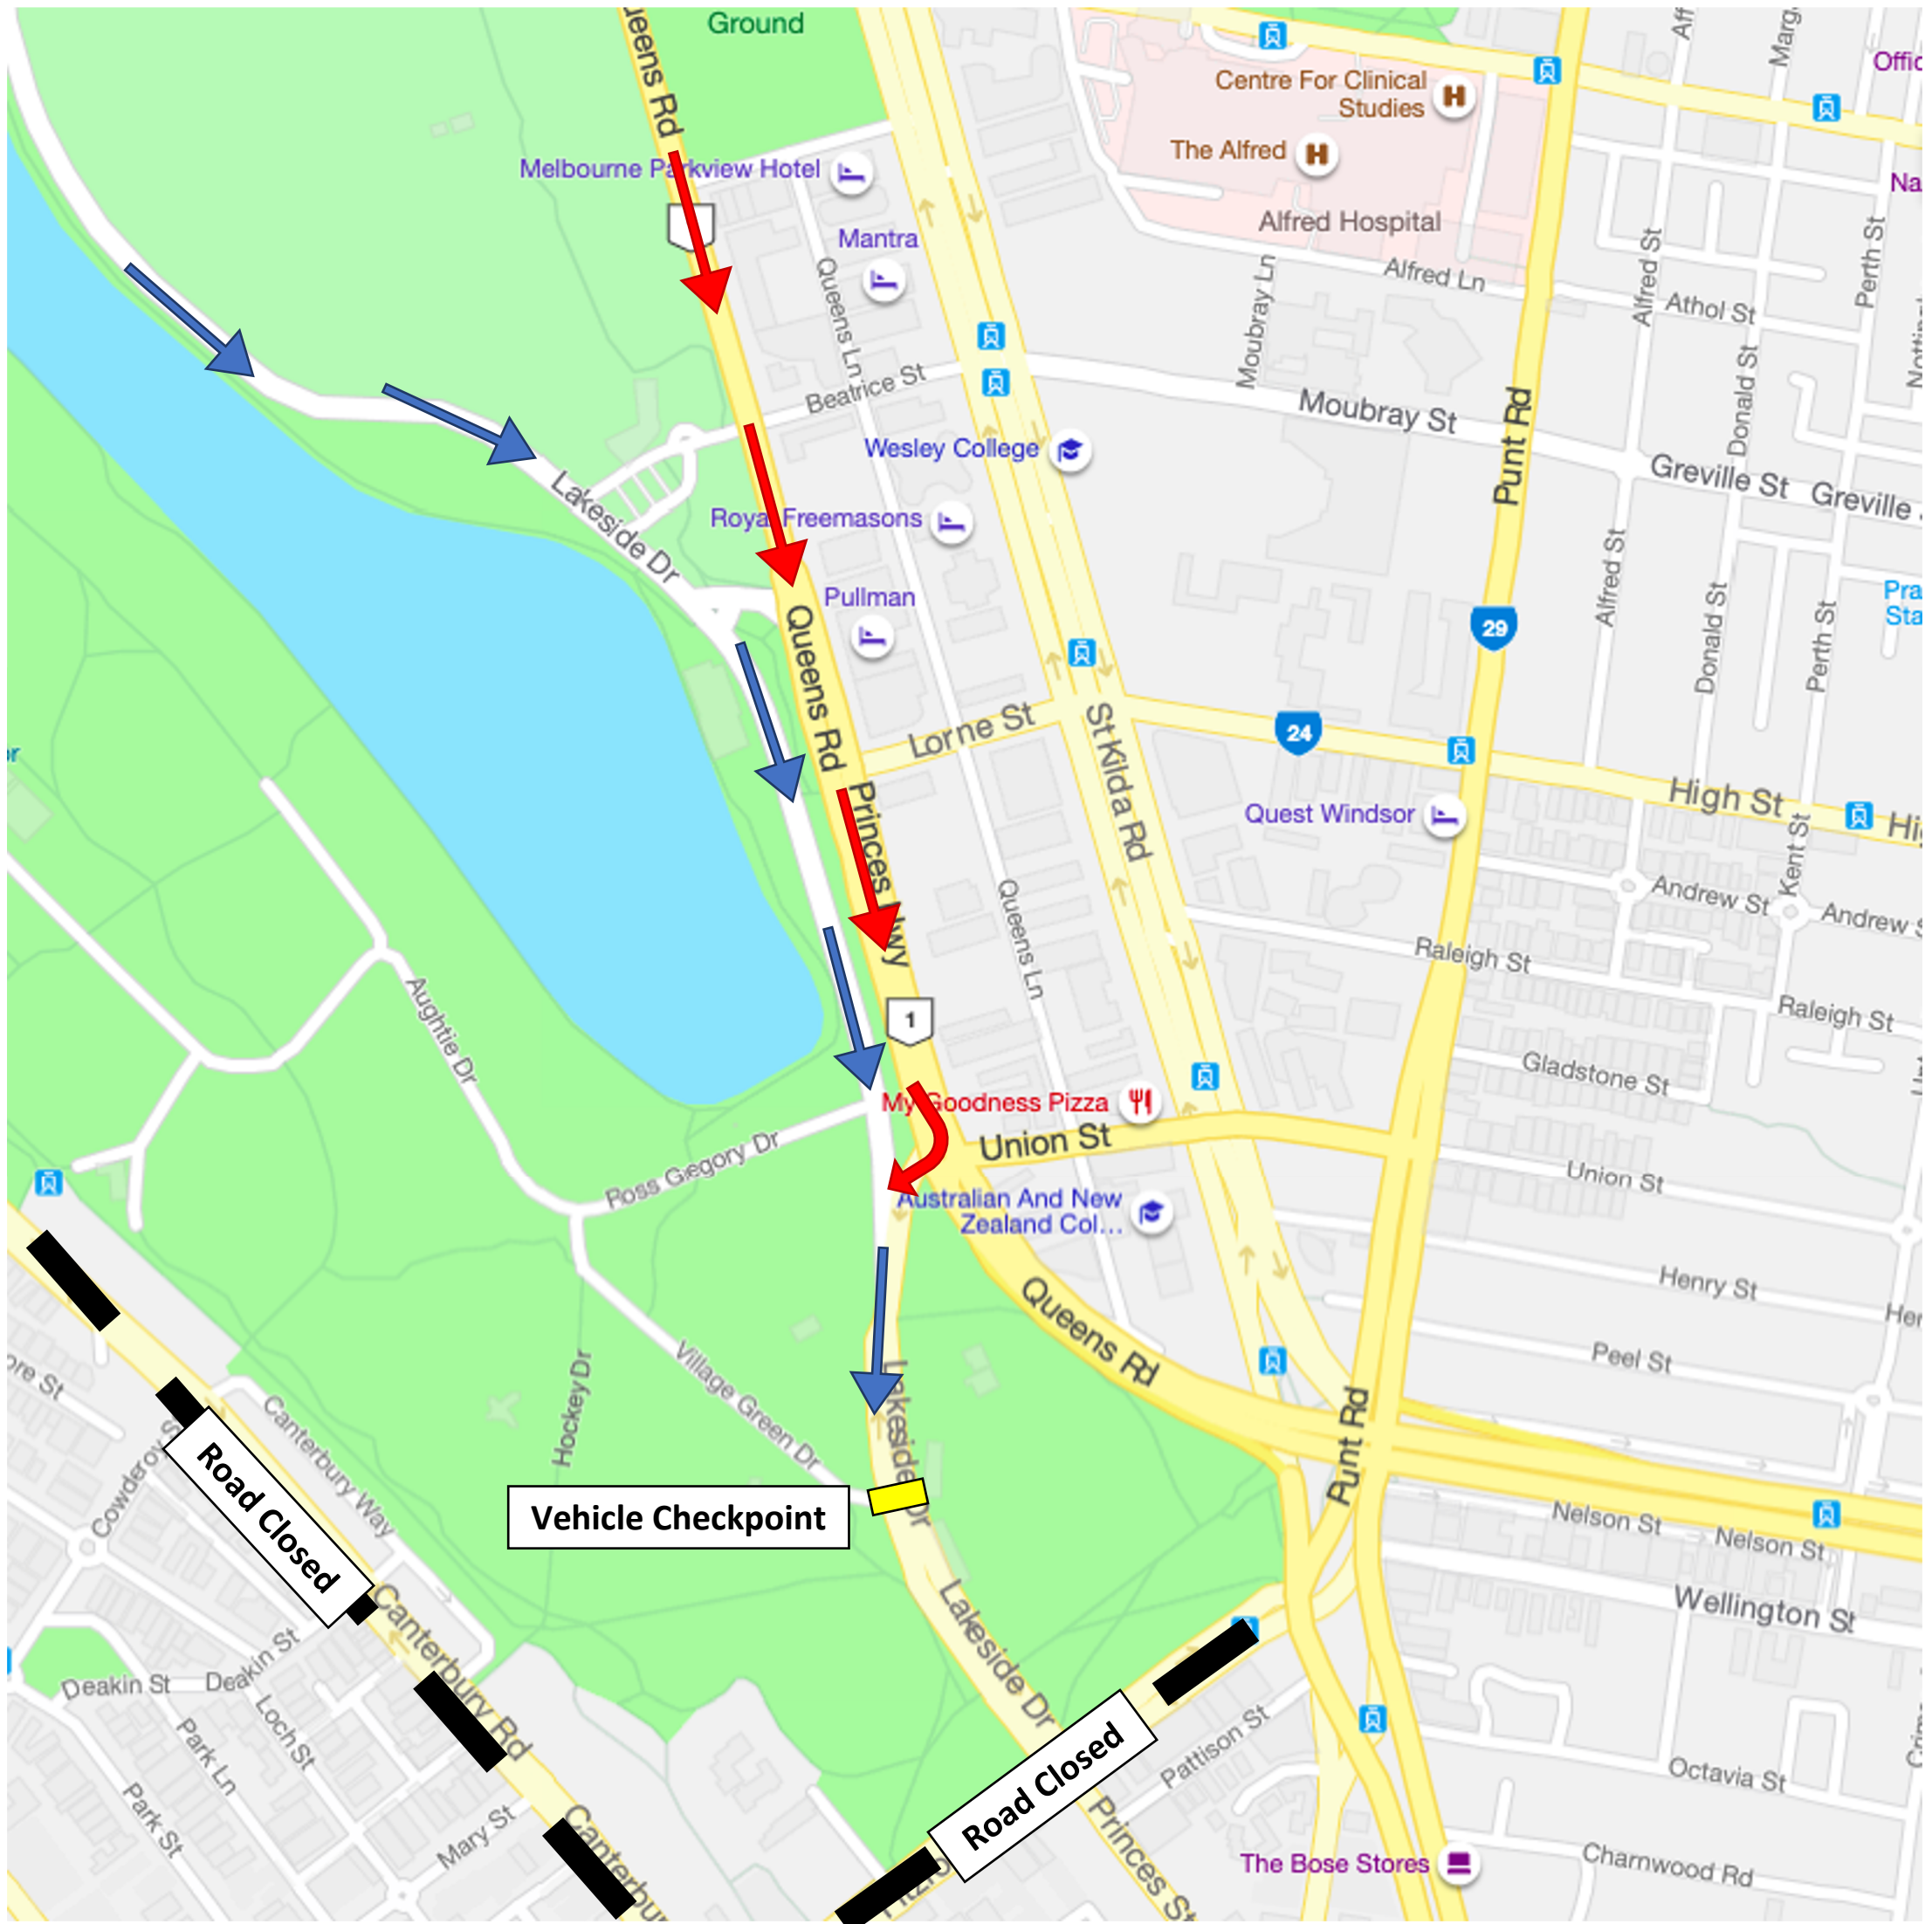 Ground
Queens Rd
Centre For Clinical
Studies
The Alfred
Alfred Hospital
Melbourne Parkview Hotel
Mantra
Queens Ln
Beatrice St
Moubray Ln
Alfred Ln
Athol St
Alfred St
Perth St
Donald St
Moubray St
Greville St
Greville
Wesley College
Punt Rd
Lakeside Dr
Royal Freemasons
Pullman
Queens Rd
Lorne St
St Kilda Rd
29
24
Alfred St
Donald St
Perth St
High St
Quest Windsor
Kent St
Andrew St
Andrew S
Princes Hwy
Queens Ln
Raleigh St
Raleigh St
1
Gladstone St
Aughtie Dr
My Goodness Pizza
Union St
Union St
Ross Gregory Dr
Australian And New
Zealand Col...
Henry St
Peel St
Queens Rd
Punt Rd
Hockey Dr
Village Green Dr
Lakeside Dr
Canterbury Way
Road Closed
Vehicle Checkpoint
Nelson St
Nelson St
Wellington St
Canterbury Rd
Lakeside Dr
Deakin St
Deakin St
Loch St
Park Ln
Park St
Mary St
Road Closed
Pattison St
Princes St
Octavia St
The Bose Stores
Charnwood Rd